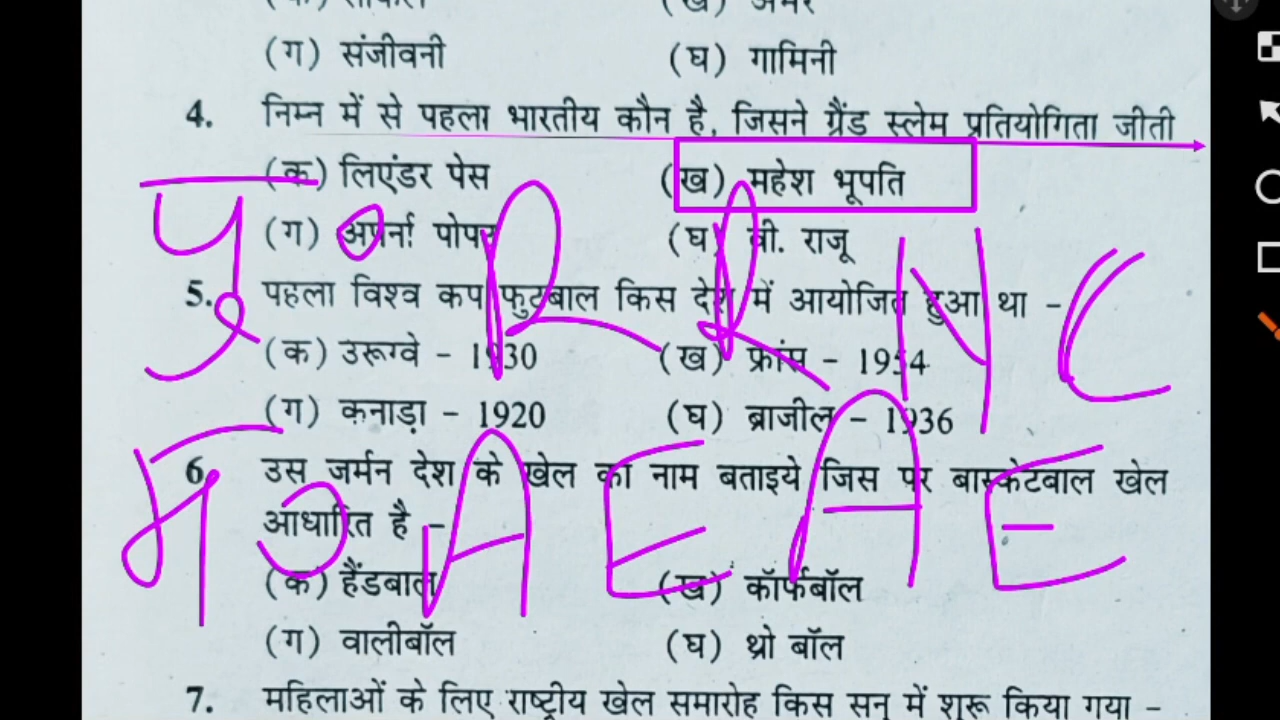 (ग) संजीवनी (घ) गामिनी
4. निम्न में से पहला भारतीय कौन है, जिसने ग्रैंड स्लेम प्रतियोगिता जीती
(क) लिएंडर पेस (ख) महेश भूपति
(ग) अपर्ना पोपट (घ) वी. राजू
5. पहला विश्व कप फुटबाल किस देश में आयोजित हुआ था -
(क) उरूग्वे - 1930 (ख) फ्रांस - 1954
(ग) कनाड़ा - 1920 (घ) ब्राजील - 1936
पु॰ R R N C
6. उस जर्मन देश के खेल का नाम बताइये जिस पर बास्केटबाल खेल
आधारित है -
म॰ A E A E
(क) हैंडबाल (ख) कॉर्फबॉल
(ग) वालीबॉल (घ) थ्रो बॉल
7. महिलाओं के लिए राष्ट्रीय खेल समारोह किस सन् में शुरू किया गया -